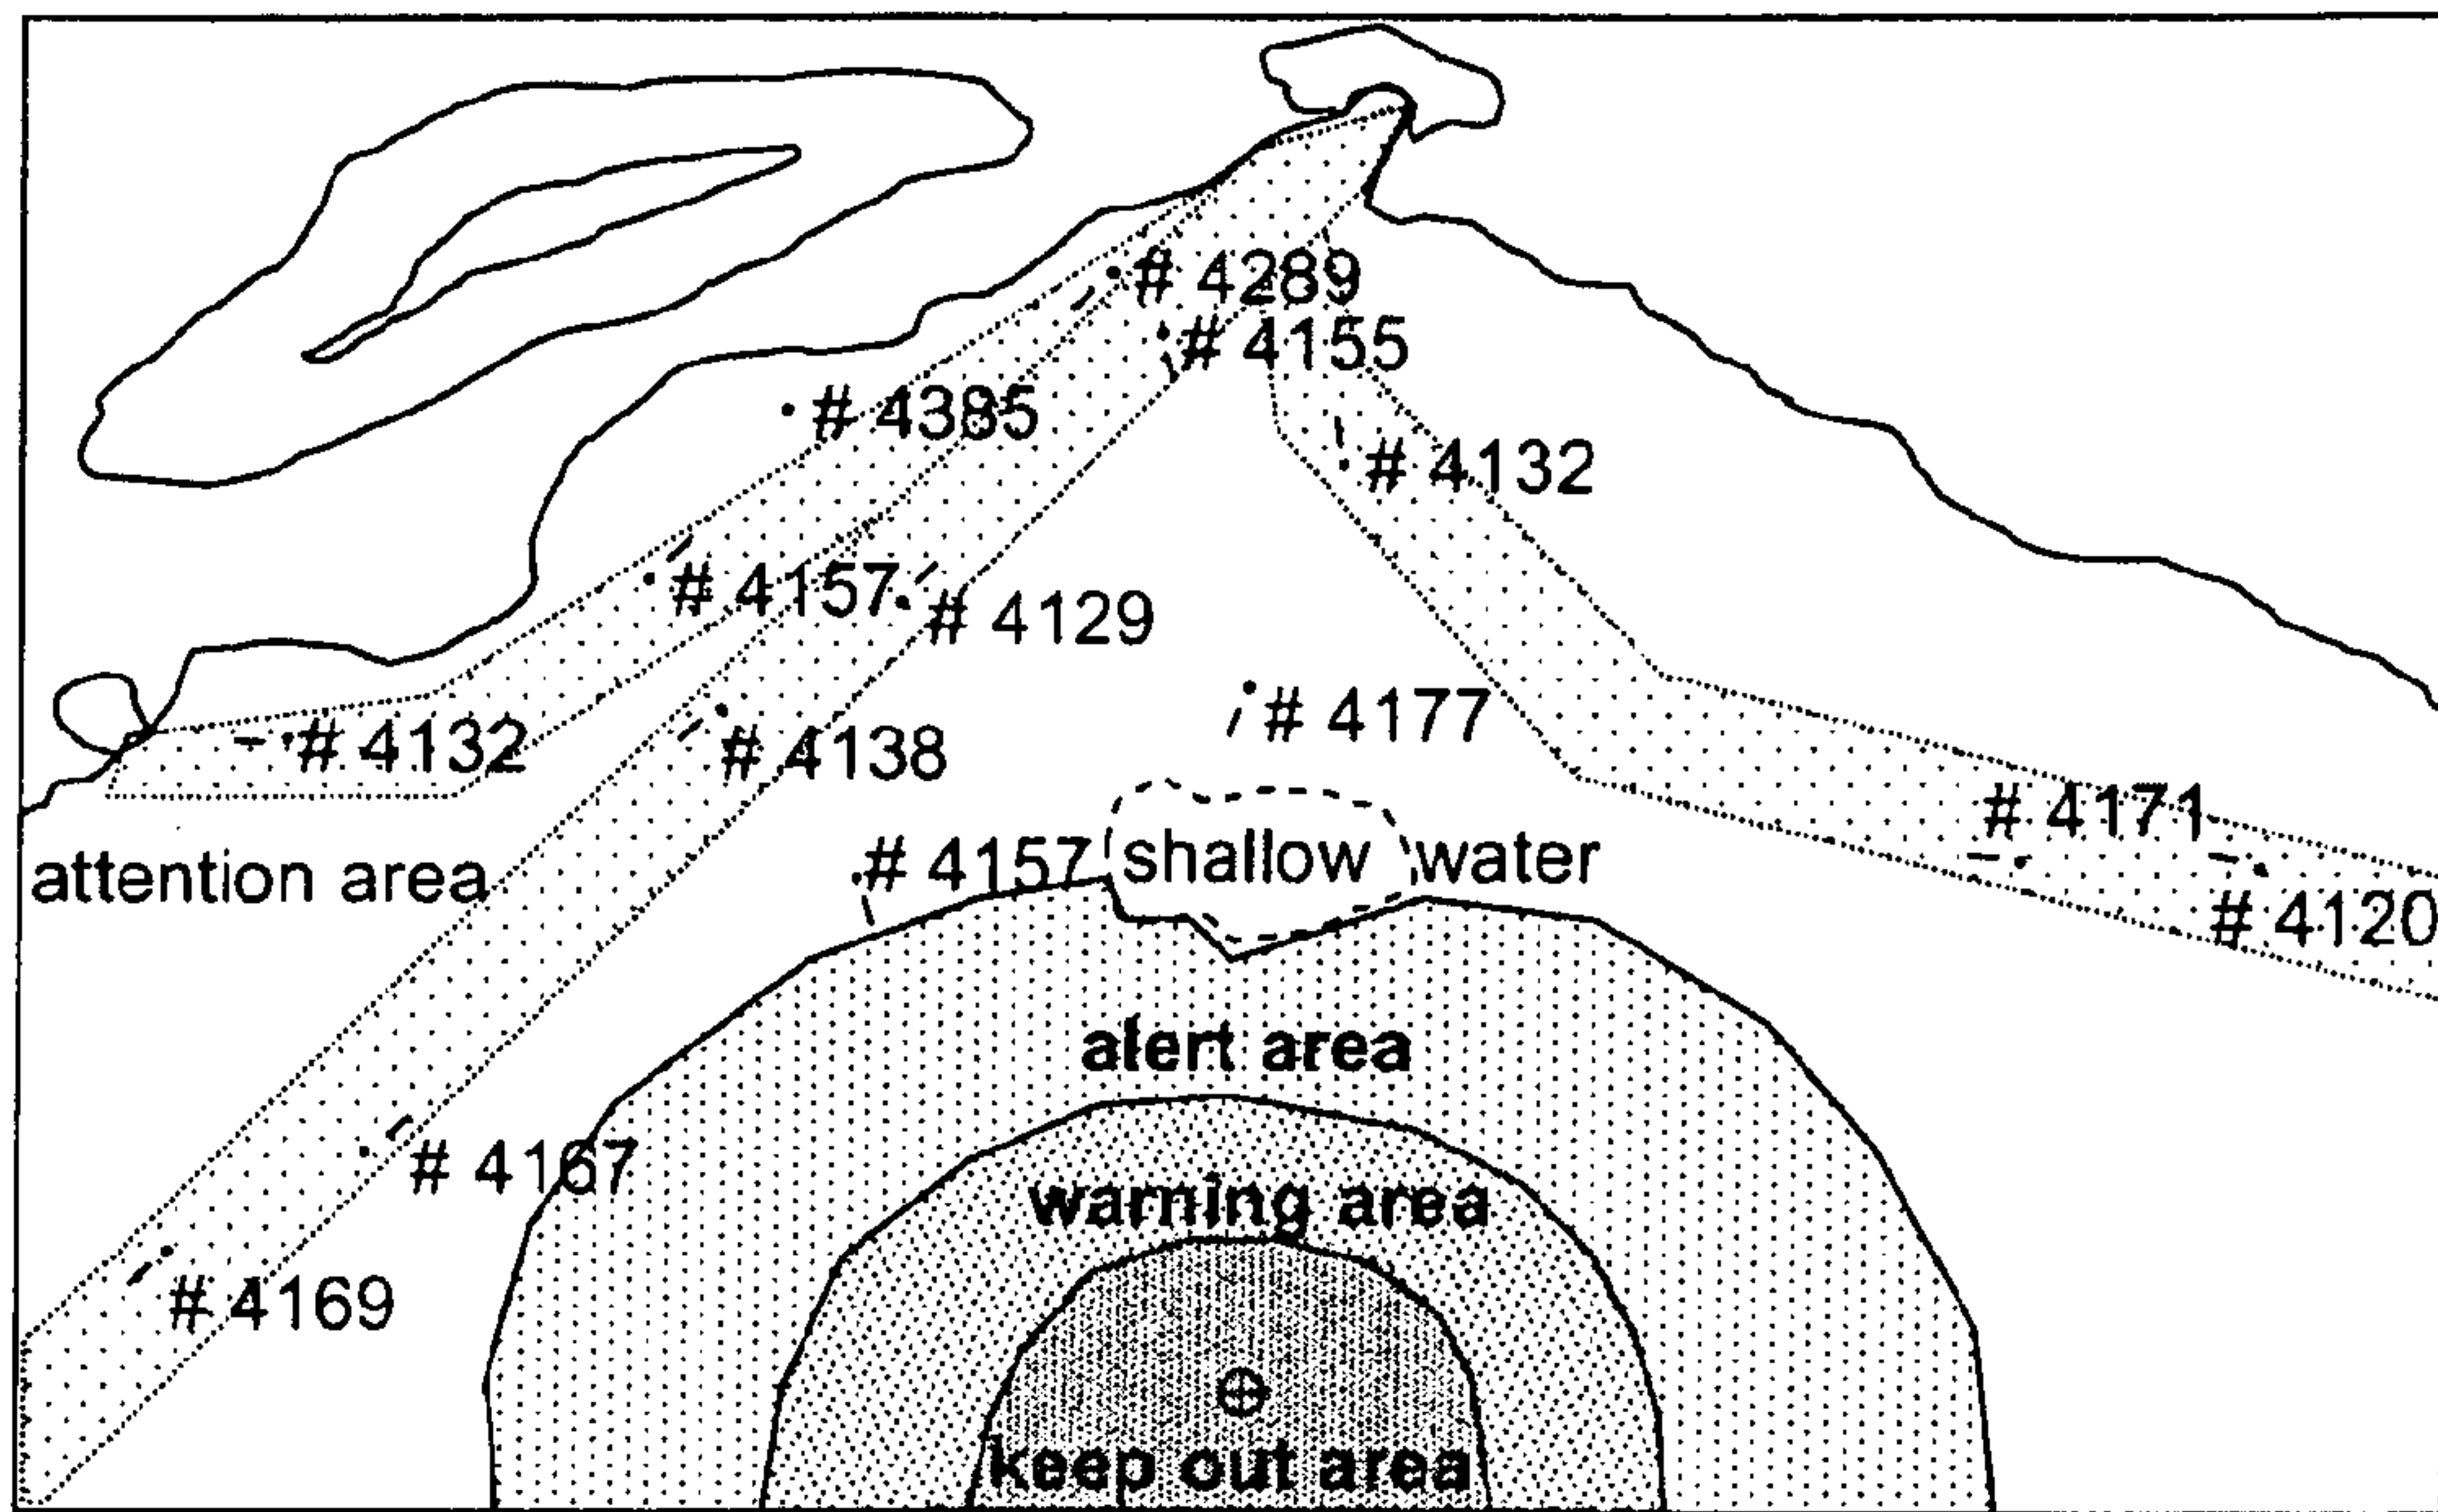 # 4289
# 4155
# 4385
# 4132
# 4157
# 4129
# 4177
# 4132
# 4138
# 4171
# 4157
shallow water
attention area
# 4120
alert area
# 4167
warning area
# 4169
keep out area